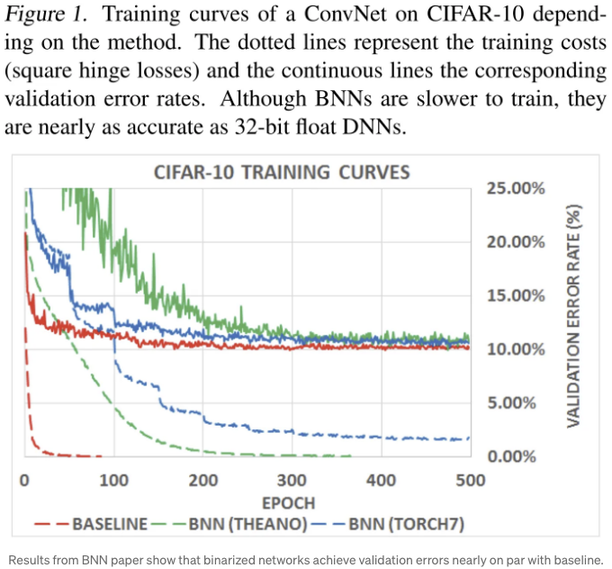 Figure 1. Training curves of a ConvNet on CIFAR-10 depend-
ing on the method. The dotted lines represent the training costs
(square hinge losses) and the continuous lines the corresponding
validation error rates. Although BNNs are slower to train, they
are nearly as accurate as 32-bit float DNNs.
CIFAR-10 TRAINING CURVES
25.00%
20.00%
15.00%
10.00%
5.00%
0.00%
VALIDATION ERROR RATE (%)
0 100 200 300 400 500
EPOCH
BASELINE BNN (THEANO) BNN (TORCH7)
Results from BNN paper show that binarized networks achieve validation errors nearly on par with baseline.